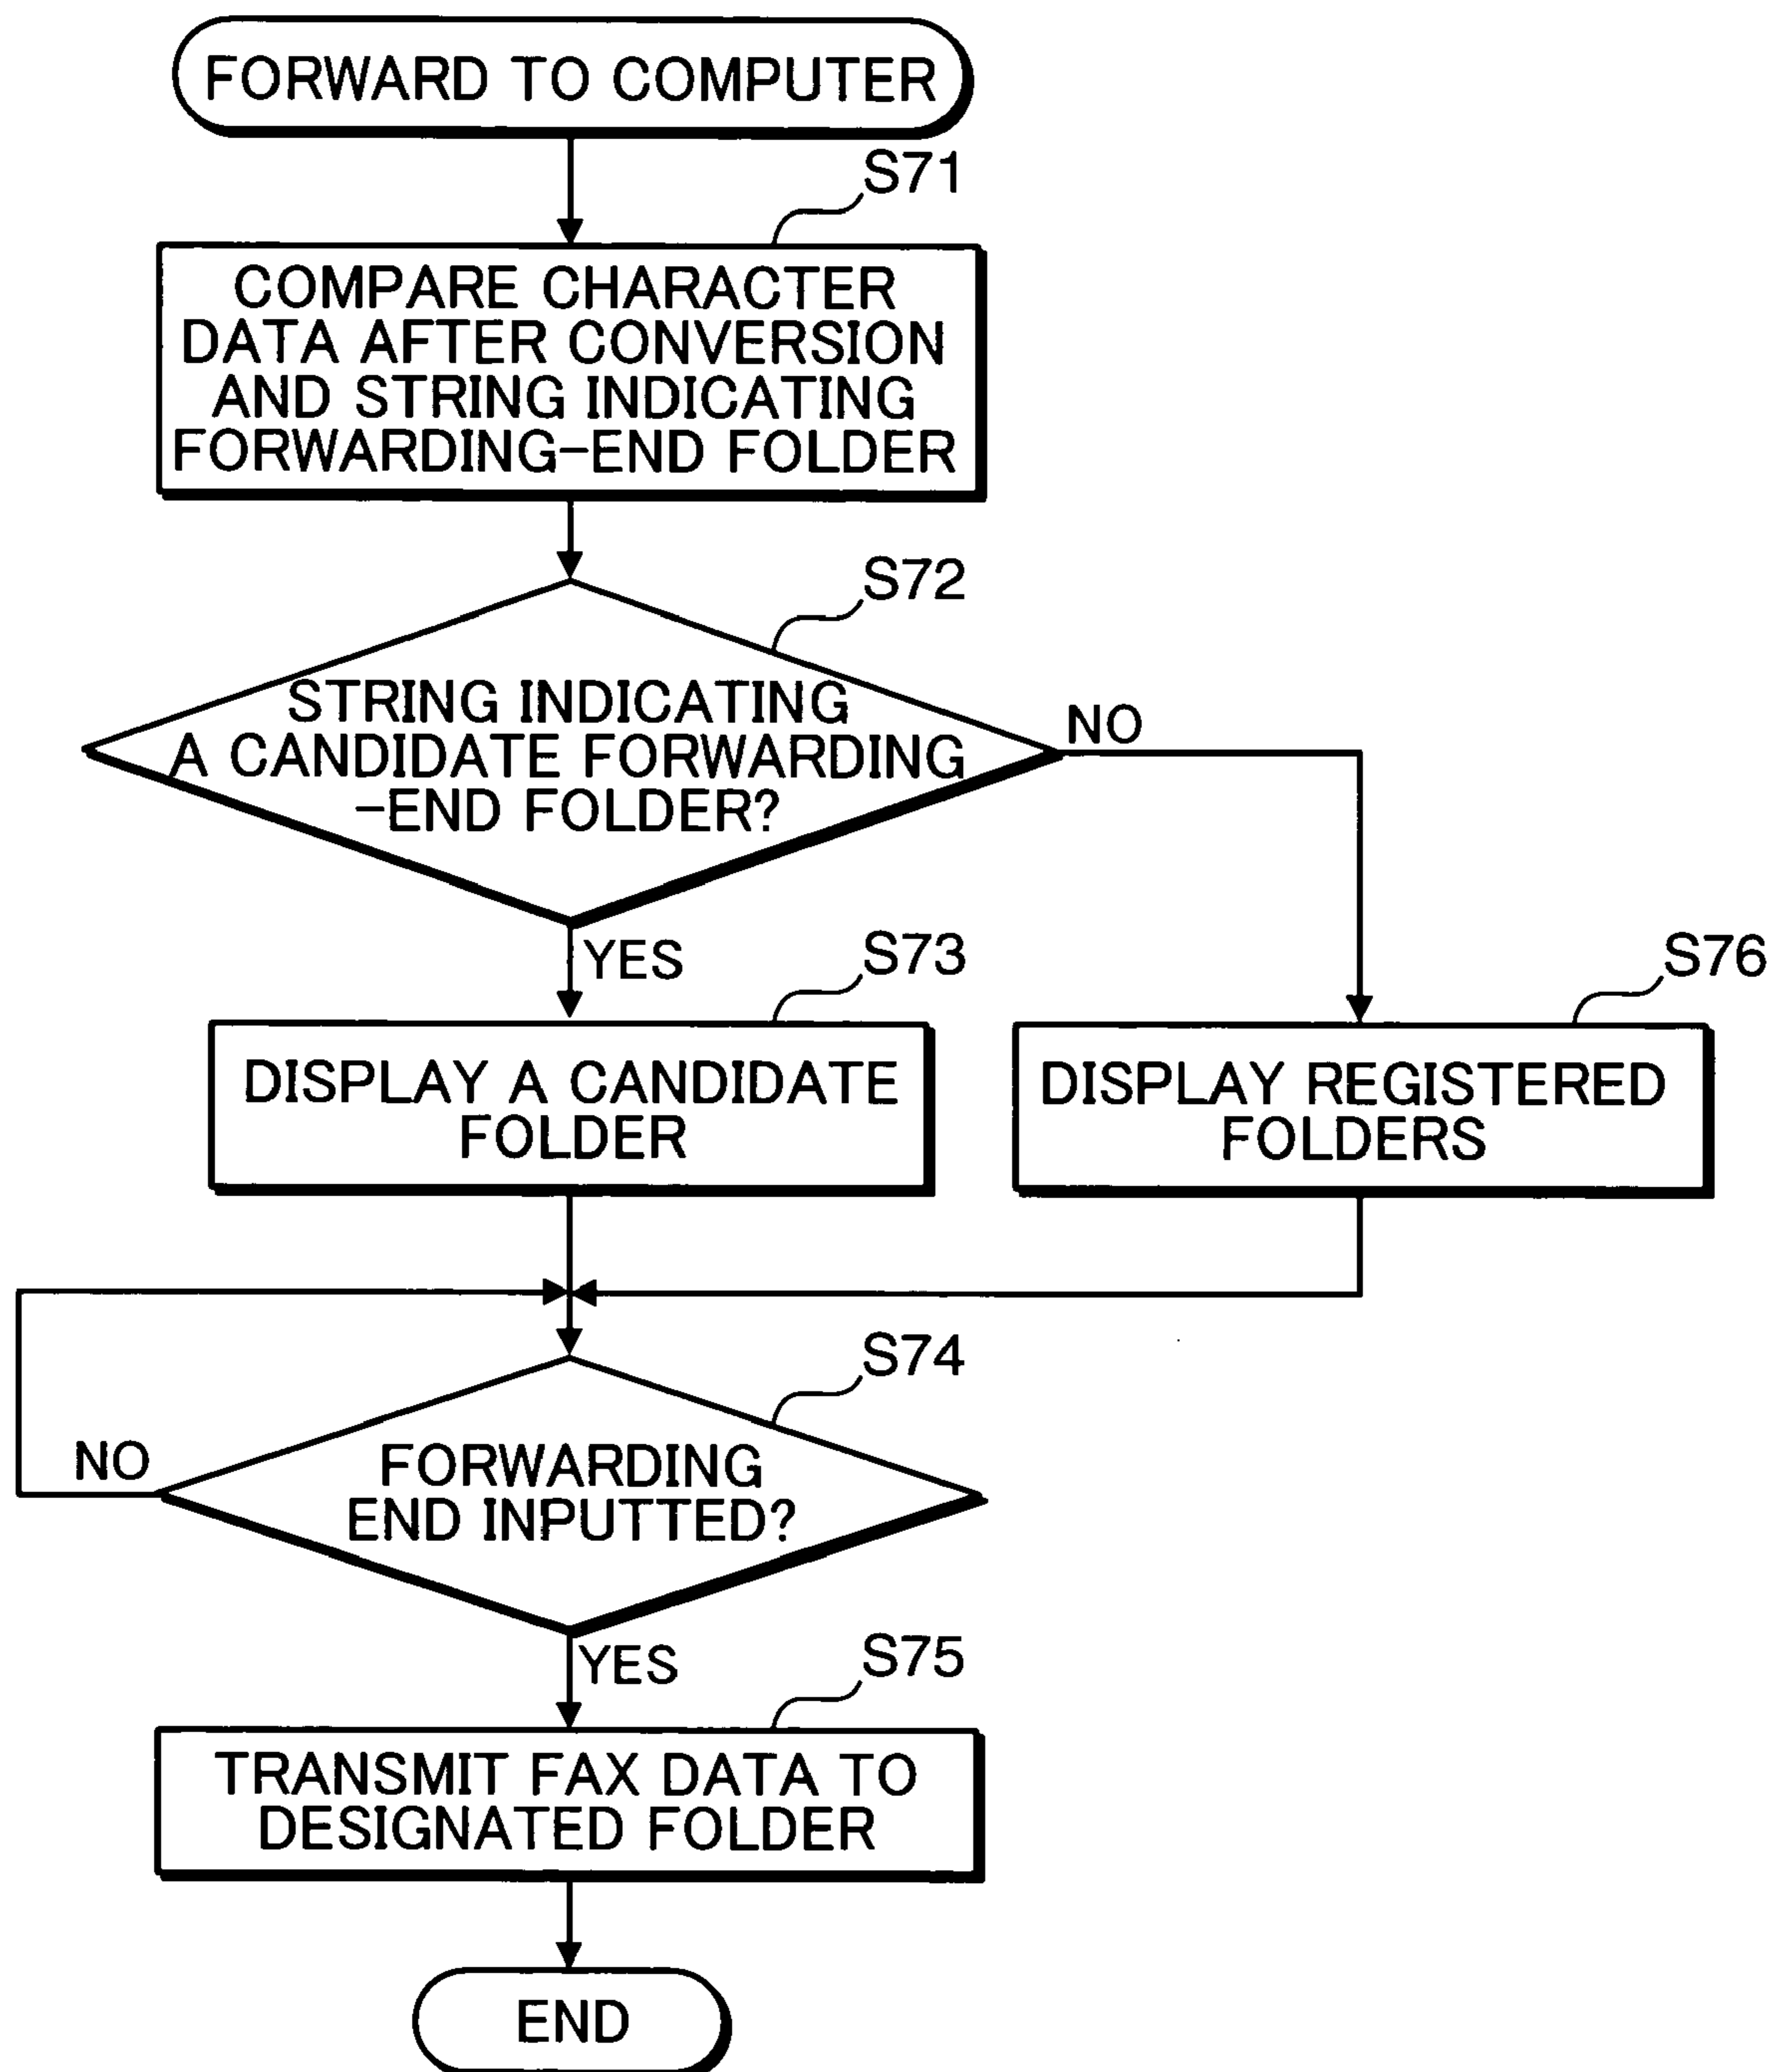 FORWARD TO COMPUTER
S71
COMPARE CHARACTER
DATA AFTER CONVERSION
AND STRING INDICATING
FORWARDING-END FOLDER
S72
STRING INDICATING
A CANDIDATE FORWARDING
-END FOLDER?
NO
YES
S73
DISPLAY A CANDIDATE
FOLDER
S76
DISPLAY REGISTERED
FOLDERS
S74
FORWARDING
END INPUTTED?
NO
YES
S75
TRANSMIT FAX DATA TO
DESIGNATED FOLDER
END